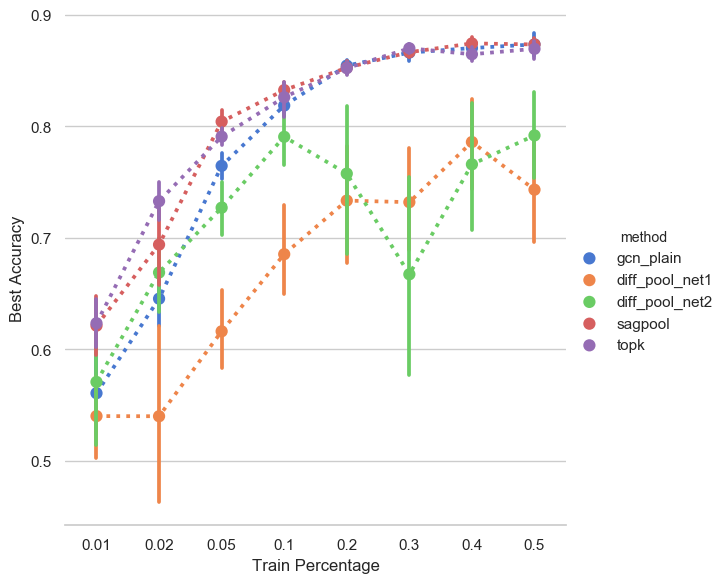 0.9
0.8
0.7
0.6
0.5
Best Accuracy
0.01 0.02 0.05 0.1 0.2 0.3 0.4 0.5
Train Percentage
method
gcn_plain
diff_pool_net1
diff_pool_net2
sagpool
topk